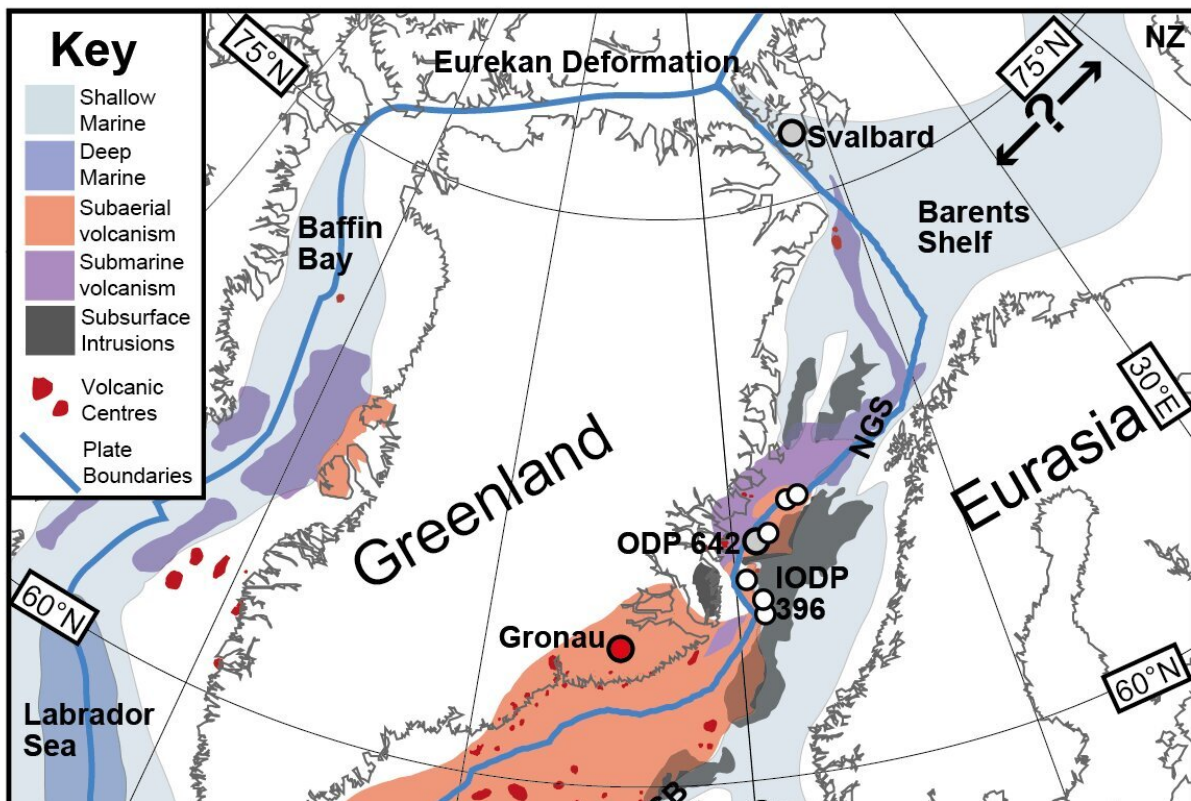 Key
Shallow
Marine
Deep
Marine
Subaerial
volcanism
Submarine
volcanism
Subsurface
Intrusions
Volcanic
Centres
Plate
Boundaries
75°N
Eurekan Deformation
75°N
NZ
?
Svalbard
Baffin
Bay
Barents
Shelf
30°E
NGS
Greenland
Eurasia
ODP 642
IODP
396
60°N
Gronau
60°N
Labrador
Sea